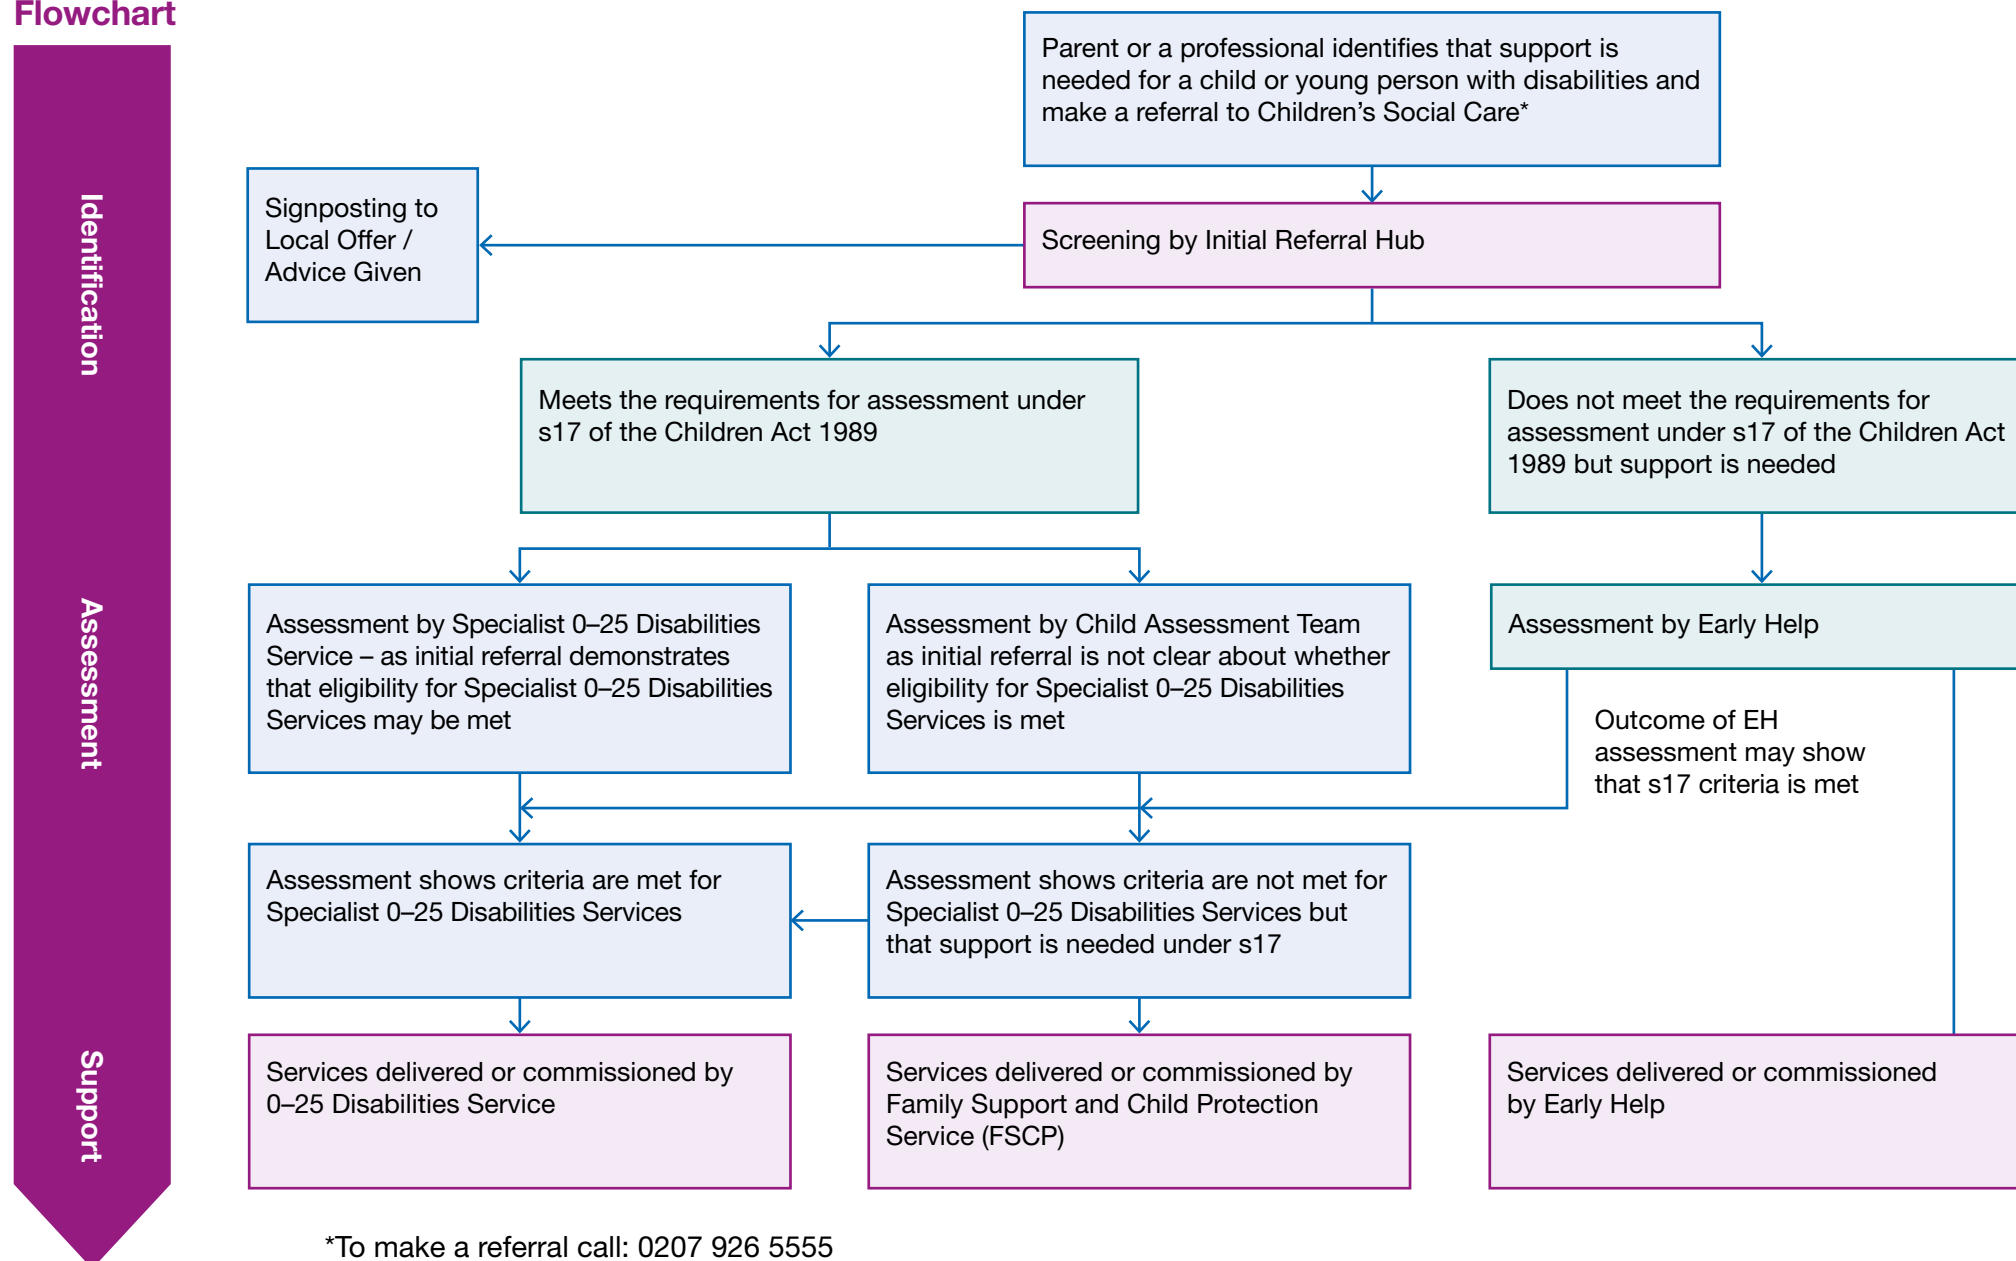 Flowchart
Identification
Assessment
Support
Parent or a professional identifies that support is
needed for a child or young person with disabilities and
make a referral to Children’s Social Care*
Signposting to
Local Offer /
Advice Given
Screening by Initial Referral Hub
Meets the requirements for assessment under
s17 of the Children Act 1989
Does not meet the requirements for
assessment under s17 of the Children Act
1989 but support is needed
Assessment by Specialist 0–25 Disabilities
Service – as initial referral demonstrates
that eligibility for Specialist 0–25 Disabilities
Services may be met
Assessment by Child Assessment Team
as initial referral is not clear about whether
eligibility for Specialist 0–25 Disabilities
Services is met
Assessment by Early Help
Outcome of EH
assessment may show
that s17 criteria is met
Assessment shows criteria are met for
Specialist 0–25 Disabilities Services
Assessment shows criteria are not met for
Specialist 0–25 Disabilities Services but
that support is needed under s17
Services delivered or commissioned by
0–25 Disabilities Service
Services delivered or commissioned by
Family Support and Child Protection
Service (FSCP)
Services delivered or commissioned
by Early Help
*To make a referral call: 0207 926 5555